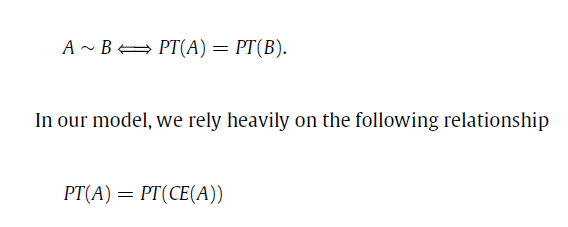 A ∼ B ⟺ PT(A) = PT(B).
In our model, we rely heavily on the following relationship
PT(A) = PT(CE(A))